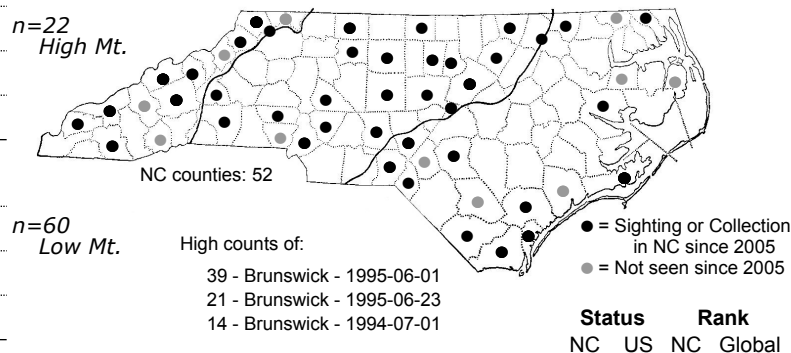 n=22
High Mt.
NC counties: 52
n=60
Low Mt.
High counts of:
39 - Brunswick - 1995-06-01
21 - Brunswick - 1995-06-23
14 - Brunswick - 1994-07-01
= Sighting or Collection
in NC since 2005
= Not seen since 2005
Status Rank
NC US NC Global